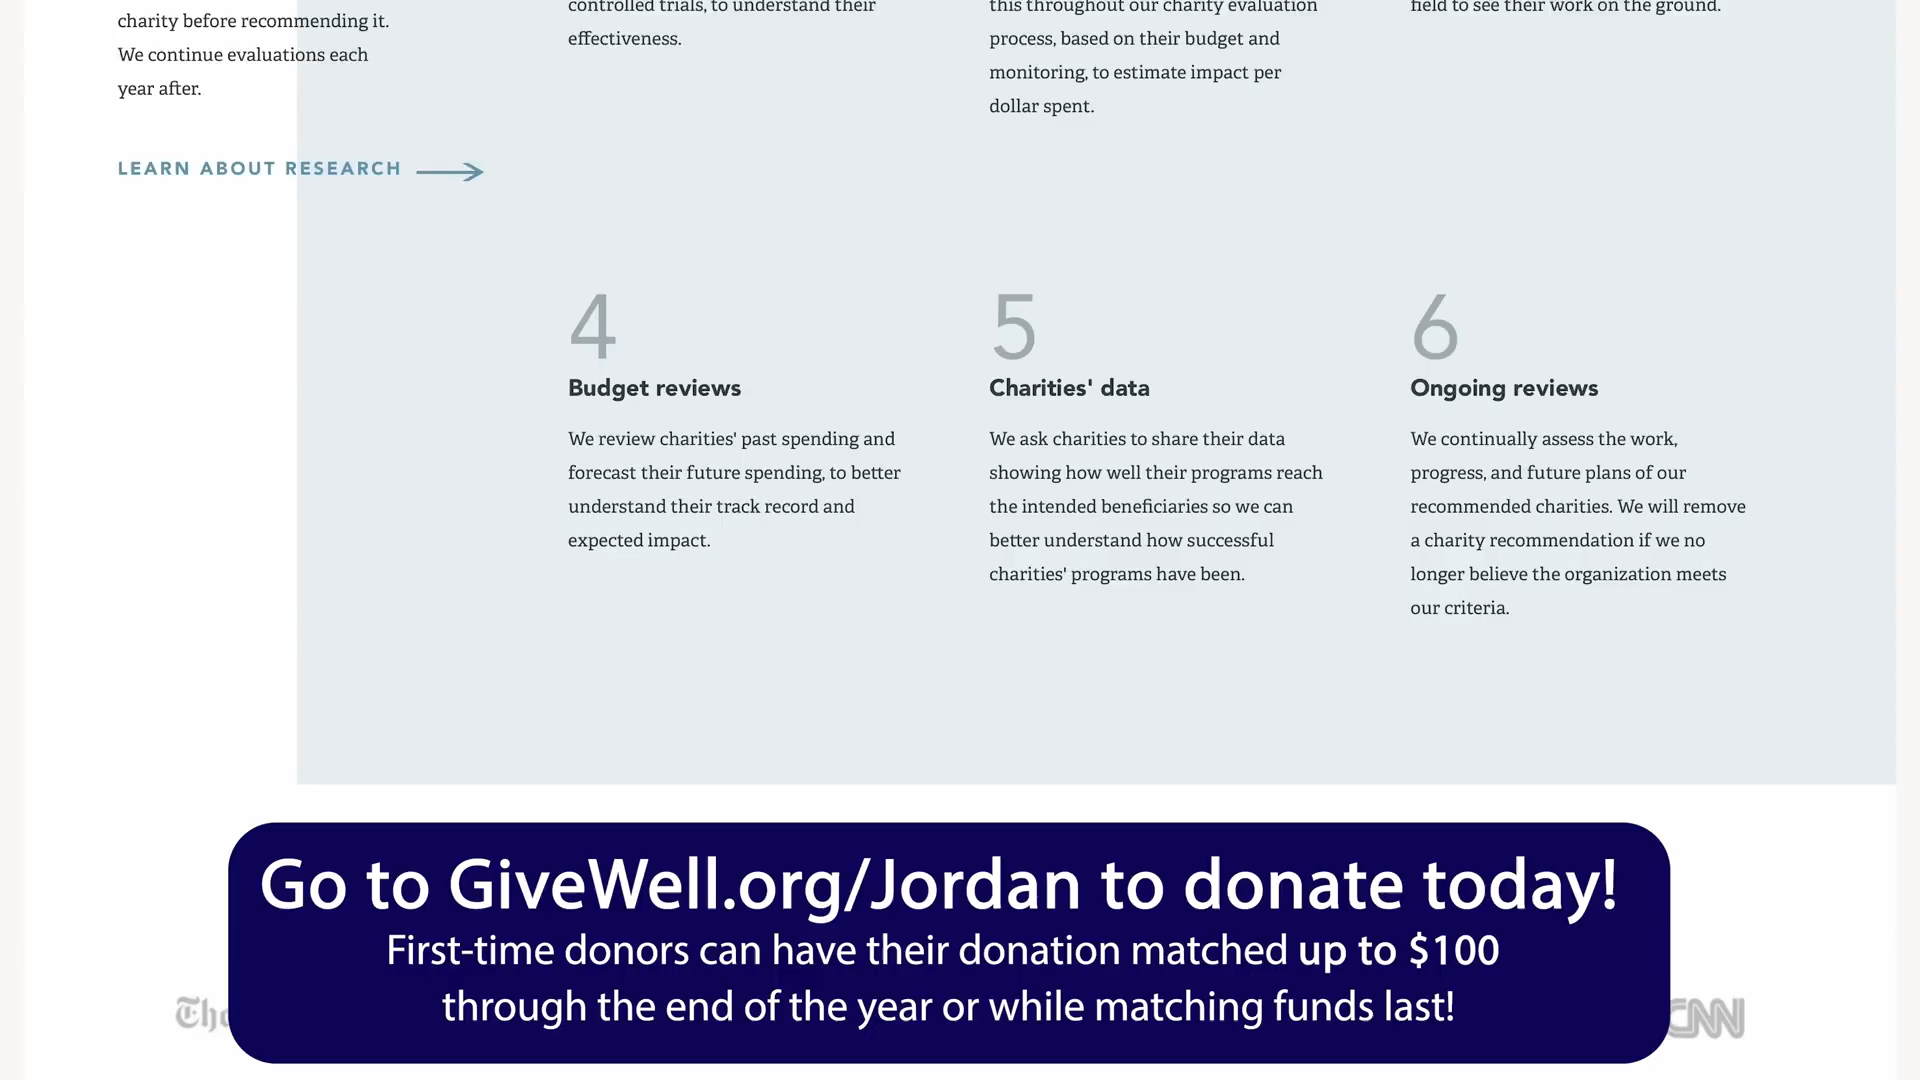 charity before recommending it.
We continue evaluations each
year after.
LEARN ABOUT RESEARCH
controlled trials, to understand their
effectiveness.
this throughout our charity evaluation
process, based on their budget and
monitoring, to estimate impact per
dollar spent.
field to see their work on the ground.
4
Budget reviews
We review charities' past spending and
forecast their future spending, to better
understand their track record and
expected impact.
5
Charities' data
We ask charities to share their data
showing how well their programs reach
the intended beneficiaries so we can
better understand how successful
charities' programs have been.
6
Ongoing reviews
We continually assess the work,
progress, and future plans of our
recommended charities. We will remove
a charity recommendation if we no
longer believe the organization meets
our criteria.
Go to GiveWell.org/Jordan to donate today!
First-time donors can have their donation matched up to $100
through the end of the year or while matching funds last!
CNN